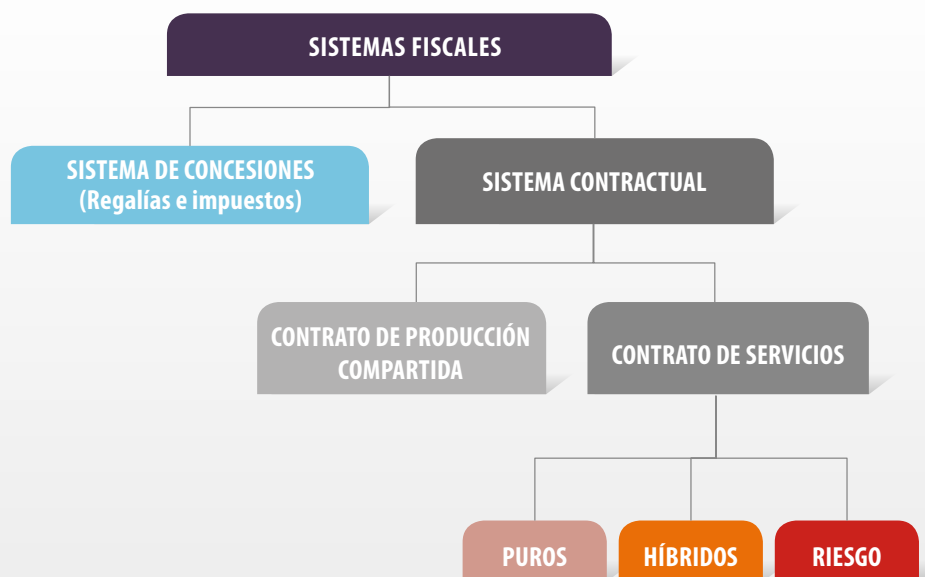 SISTEMAS FISCALES
SISTEMA DE CONCESIONES
(Regalías e impuestos)
SISTEMA CONTRACTUAL
CONTRATO DE PRODUCCIÓN
COMPARTIDA
CONTRATO DE SERVICIOS
PUROS
HÍBRIDOS
RIESGO